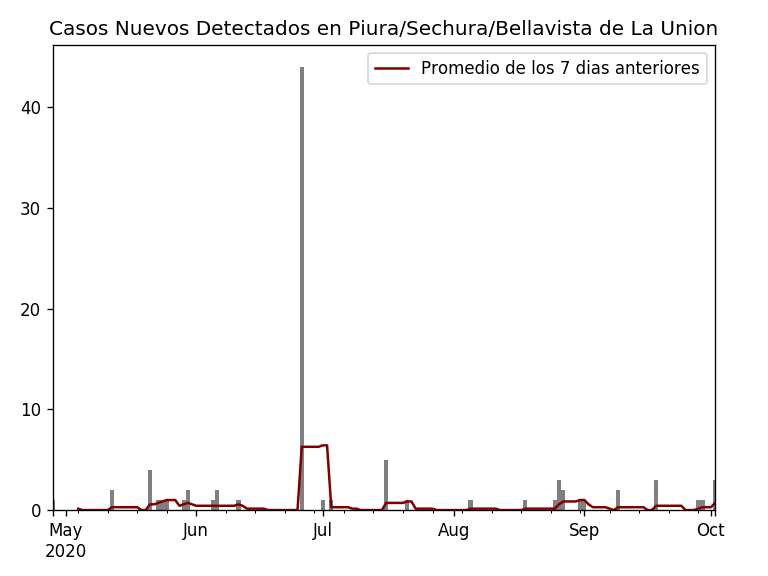 Casos Nuevos Detectados en Piura/Sechura/Bellavista de La Union
Promedio de los 7 dias anteriores
40
30
20
10
0
May Jun Jul Aug Sep Oct
2020